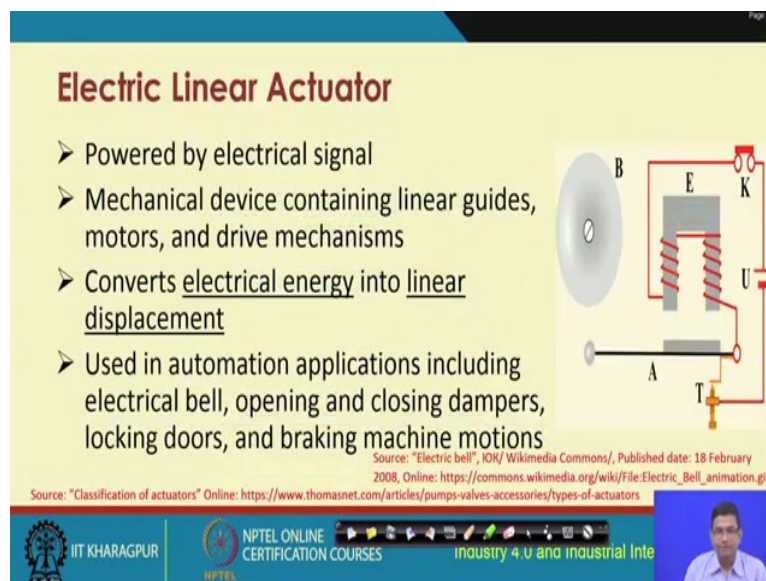 Page
Electric Linear Actuator
➤ Powered by electrical signal
➤ Mechanical device containing linear guides,
motors, and drive mechanisms
➤ Converts electrical energy into linear
displacement
➤ Used in automation applications including
electrical bell, opening and closing dampers,
locking doors, and braking machine motions
B
E
K
U
A
T
Source: "Electric bell", ЮК/ Wikimedia Commons/, Published date: 18 February
2008, Online: https://commons.wikimedia.org/wiki/File:Electric_Bell_animation.gi
Source: "Classification of actuators" Online: https://www.thomasnet.com/articles/pumps-valves-accessories/types-of-actuators
IIT KHARAGPUR
NPTEL
NPTEL ONLINE
CERTIFICATION COURSES
Industry 4.0 and Industrial Inte